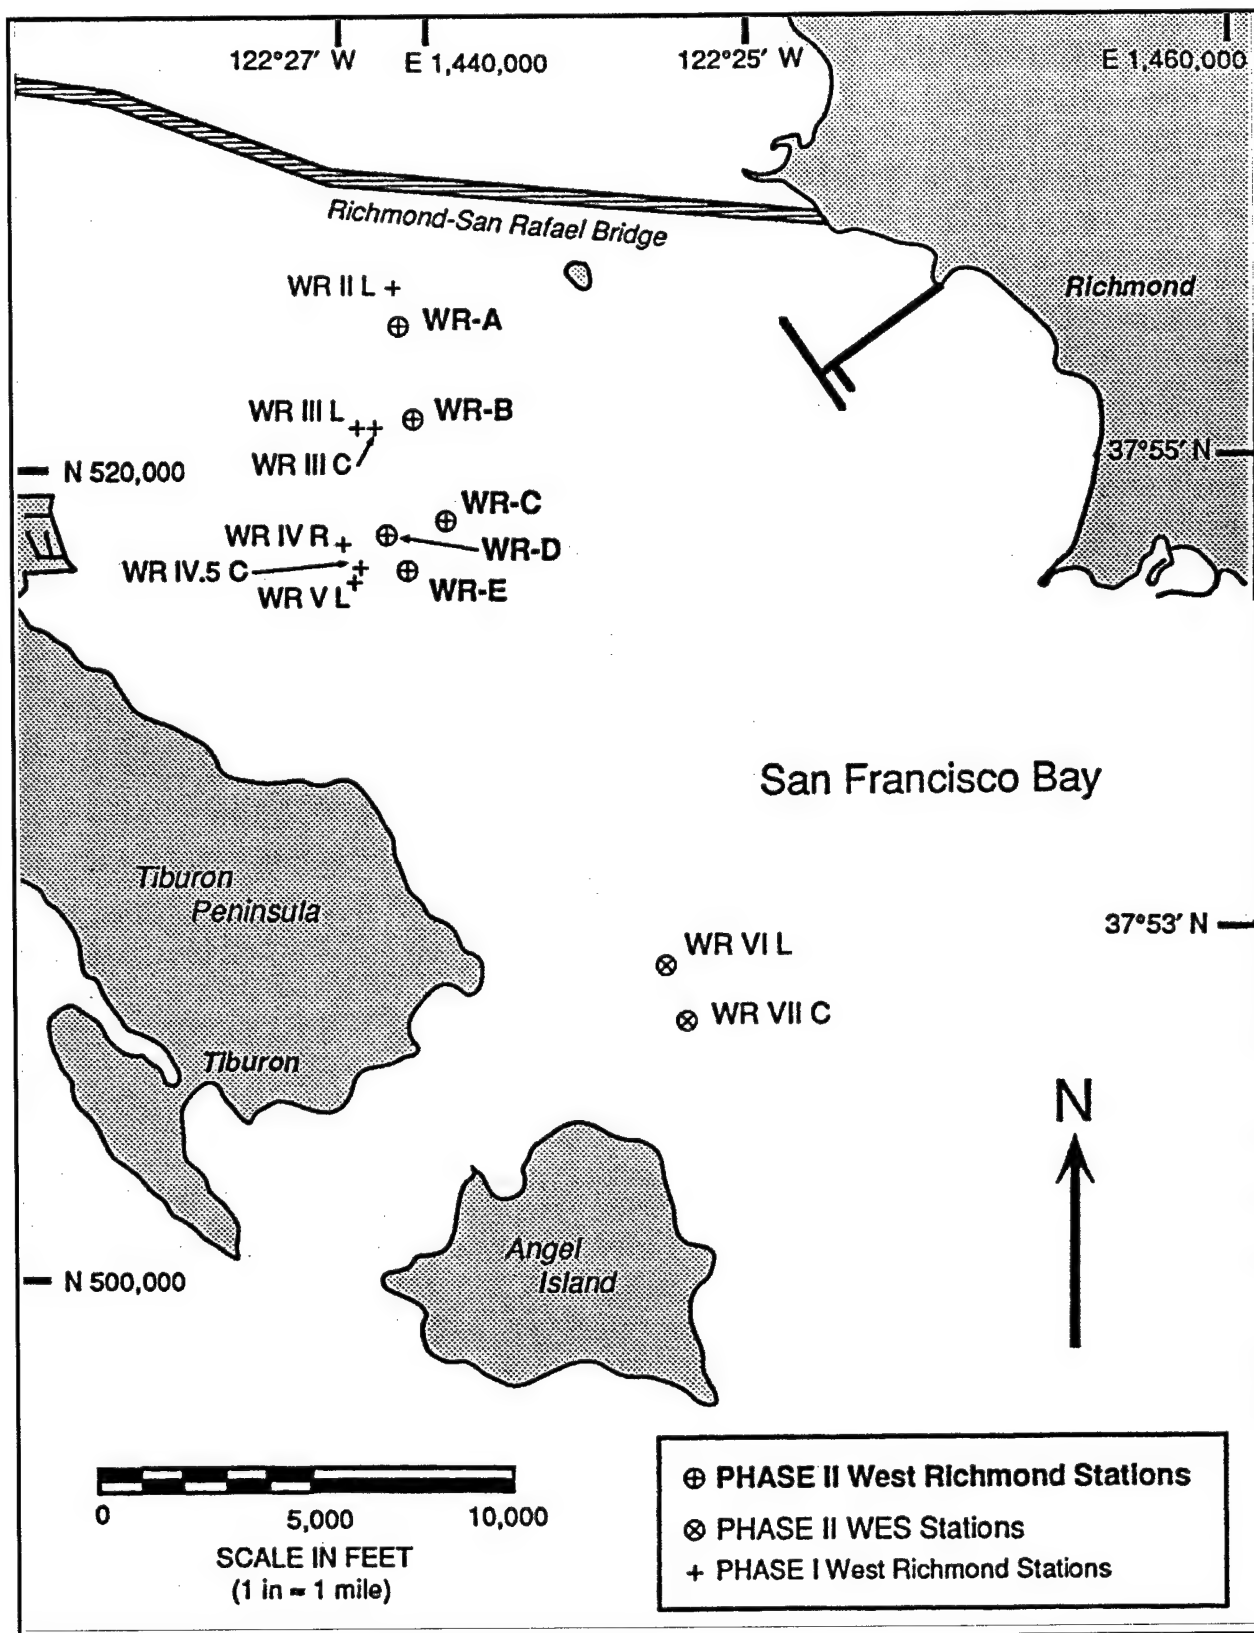 122°27′ W
E 1,440,000
122°25′ W
E 1,460,000
Richmond-San Rafael Bridge
WR II L
WR-A
Richmond
WR III L
WR-B
37°55′ N
WR III C
N 520,000
WR-C
WR IV R
WR-D
WR IV.5 C
WR V L
WR-E
San Francisco Bay
Tiburon
Peninsula
37°53′ N
WR VI L
WR VII C
Tiburon
N
Angel
Island
N 500,000
0 5,000 10,000
SCALE IN FEET
(1 in ≈ 1 mile)
PHASE II West Richmond Stations
PHASE II WES Stations
PHASE I West Richmond Stations